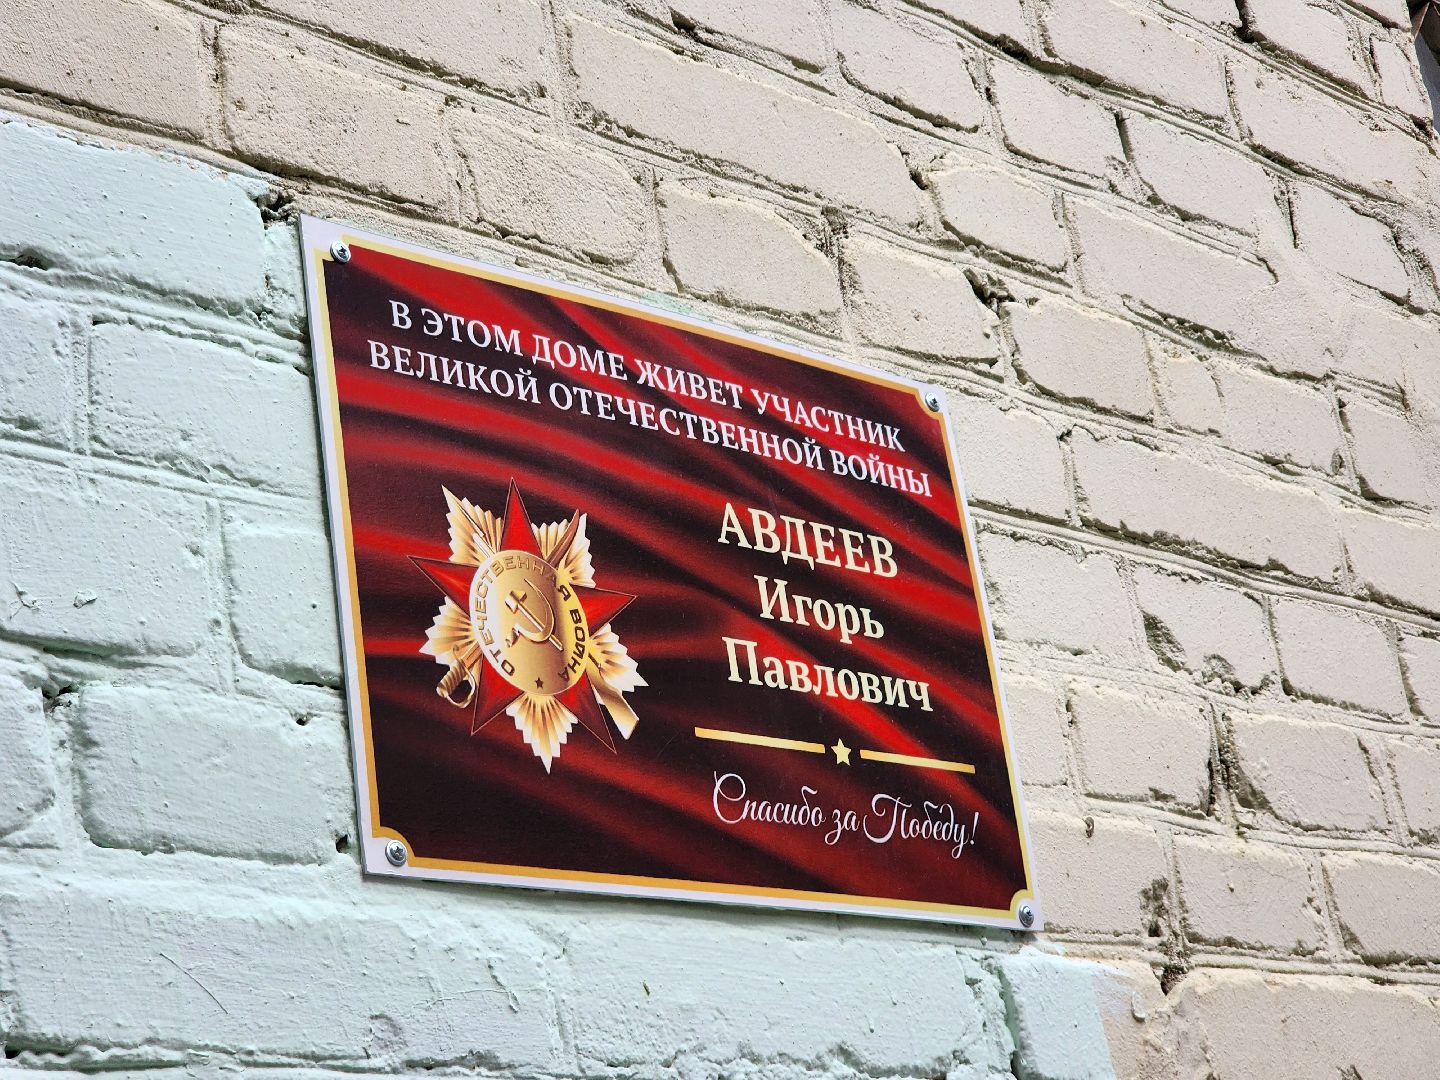 В ЭТОМ ДОМЕ ЖИВЕТ УЧАСТНИК
ВЕЛИКОЙ ОТЕЧЕСТВЕННОЙ ВОЙНЫ
ОТЕЧЕСТВЕННАЯ ВОЙНА
АВДЕЕВ
Игорь
Павлович
Спасибо за Победу!